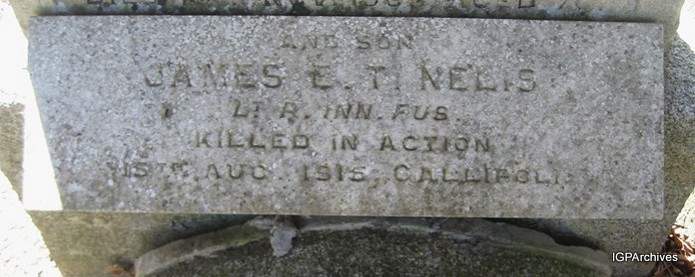 AND SON
JAMES E. T. NELIS
LT R. INN. FUS.
KILLED IN ACTION
15TH AUG. 1915. GALLIPOLI.
IGPArchives